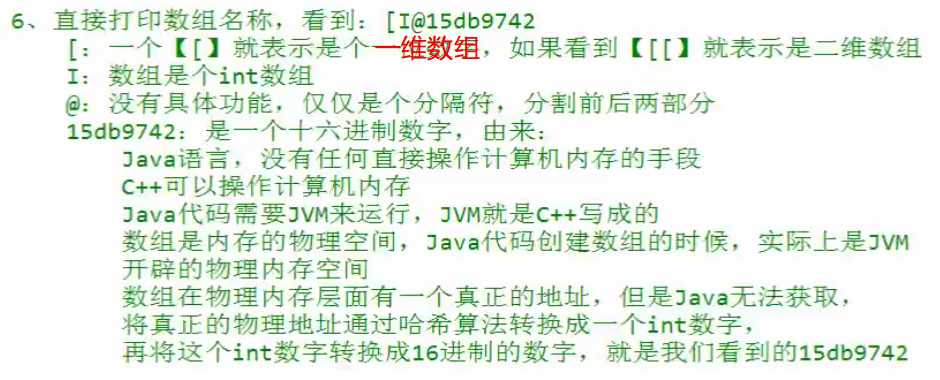 6、直接打印数组名称，看到：[I@15db9742
[：一个【[】就表示是个一维数组，如果看到【[[】就表示是二维数组
I：数组是个int数组
@：没有具体功能，仅仅是个分隔符，分割前后两部分
15db9742：是一个十六进制数字，由来：
Java语言，没有任何直接操作计算机内存的手段
C++可以操作计算机内存
Java代码需要JVM来运行，JVM就是C++写成的
数组是内存的物理空间，Java代码创建数组的时候，实际上是JVM
开辟的物理内存空间
数组在物理内存层面有一个真正的地址，但是Java无法获取，
将真正的物理地址通过哈希算法转换成一个int数字，
再将这个int数字转换成16进制的数字，就是我们看到的15db9742